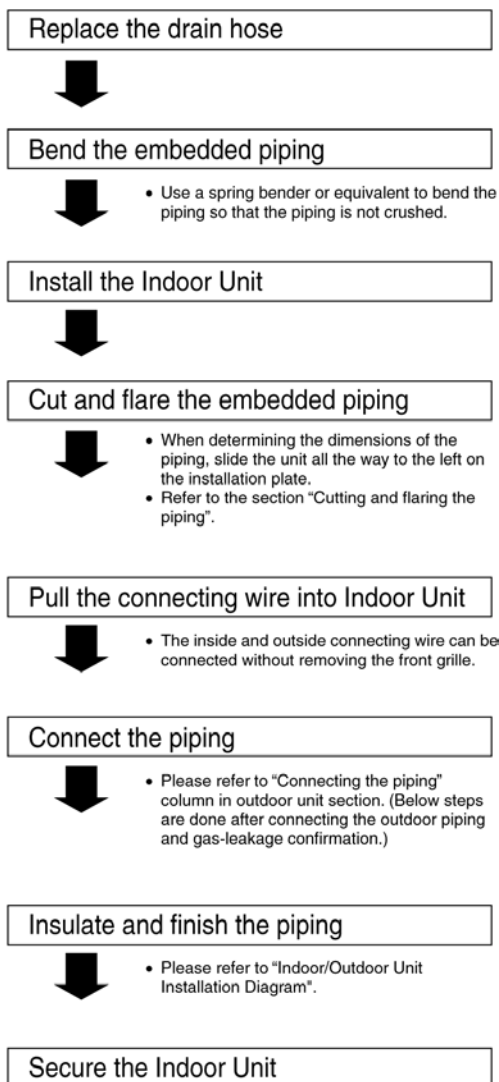 Replace the drain hose
Bend the embedded piping
• Use a spring bender or equivalent to bend the
piping so that the piping is not crushed.
Install the Indoor Unit
Cut and flare the embedded piping
• When determining the dimensions of the
piping, slide the unit all the way to the left on
the installation plate.
• Refer to the section “Cutting and flaring the
piping”.
Pull the connecting wire into Indoor Unit
• The inside and outside connecting wire can be
connected without removing the front grille.
Connect the piping
• Please refer to “Connecting the piping”
column in outdoor unit section. (Below steps
are done after connecting the outdoor piping
and gas-leakage confirmation.)
Insulate and finish the piping
• Please refer to “Indoor/Outdoor Unit
Installation Diagram".
Secure the Indoor Unit